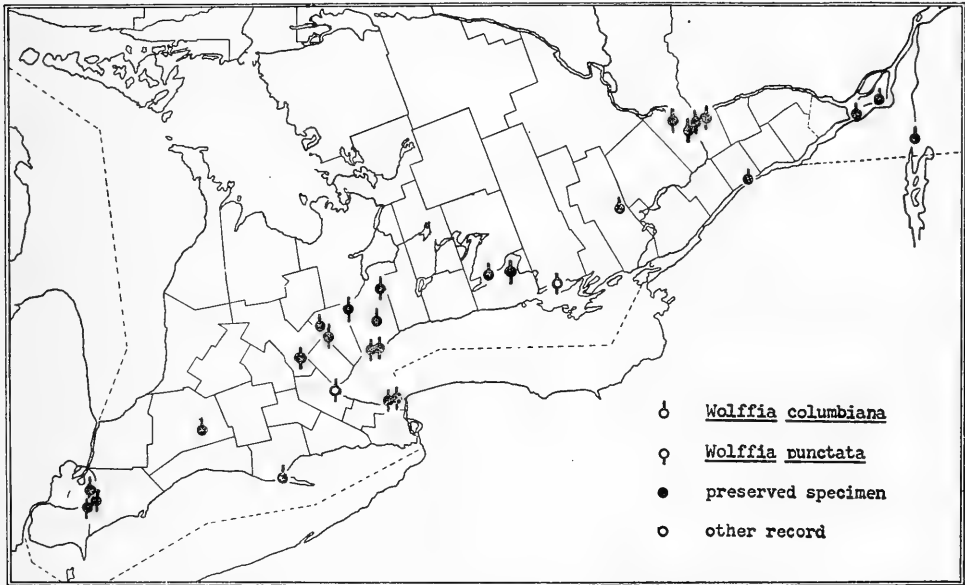 Wolffia columbiana
Wolffia punctata
preserved specimen
other record